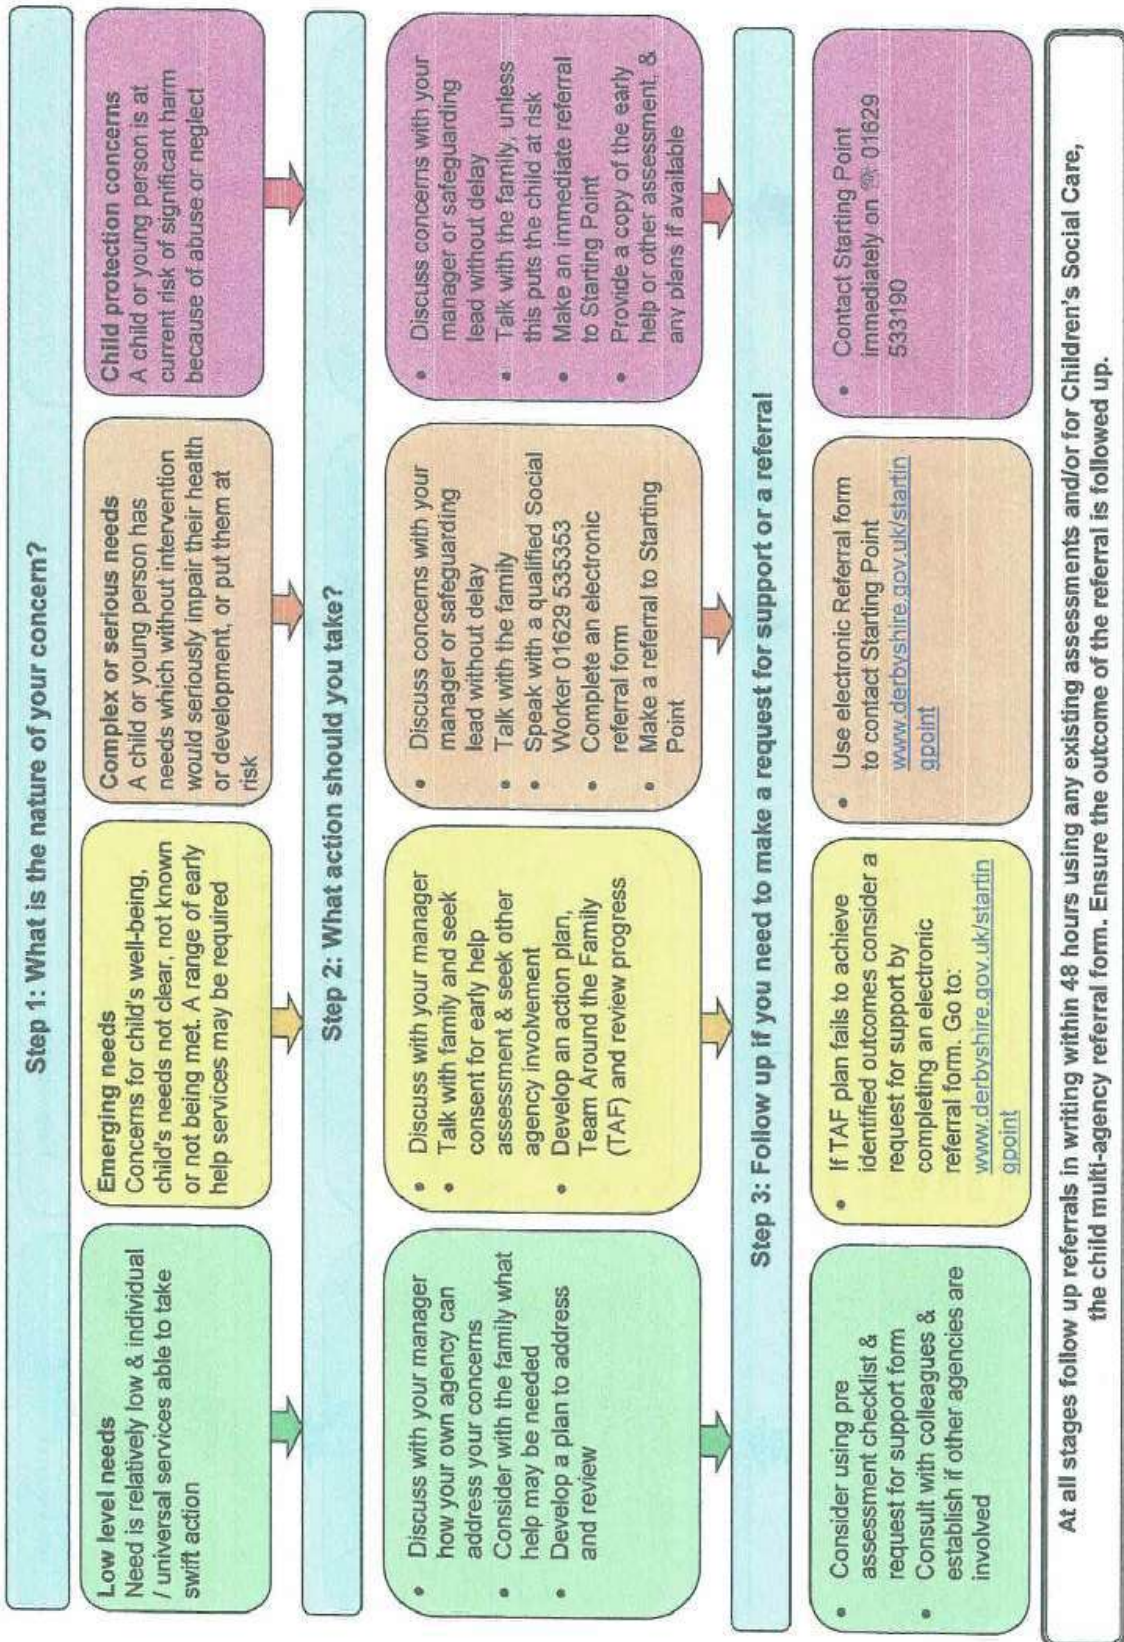 Step 1: What is the nature of your concern?
Low level needs
Need is relatively low & individual
/ universal services able to take
swift action
Emerging needs
Concerns for child's well-being,
child's needs not clear, not known
or not being met. A range of early
help services may be required
Complex or serious needs
A child or young person has
needs which without intervention
would seriously impair their health
or development, or put them at
risk
Child protection concerns
A child or young person is at
current risk of significant harm
because of abuse or neglect
Step 2: What action should you take?
• Discuss with your manager
how your own agency can
address your concerns
• Consider with the family what
help may be needed
• Develop a plan to address
and review
• Discuss with your manager
• Talk with family and seek
consent for early help
assessment & seek other
agency involvement
• Develop an action plan,
Team Around the Family
(TAF) and review progress
• Discuss concerns with your
manager or safeguarding
lead without delay
• Talk with the family
• Speak with a qualified Social
Worker 01629 535353
• Complete an electronic
referral form
• Make a referral to Starting
Point
• Discuss concerns with your
manager or safeguarding
lead without delay
• Talk with the family, unless
this puts the child at risk
• Make an immediate referral
to Starting Point
• Provide a copy of the early
help or other assessment, &
any plans if available
Step 3: Follow up if you need to make a request for support or a referral
• Consider using pre
assessment checklist &
request for support form
• Consult with colleagues &
establish if other agencies are
involved
• If TAF plan fails to achieve
identified outcomes consider a
request for support by
completing an electronic
referral form. Go to:
www.derbyshire.gov.uk/startin
gpoint
• Use electronic Referral form
to contact Starting Point
www.derbyshire.gov.uk/startin
gpoint
• Contact Starting Point
immediately on ☏ 01629
533190
At all stages follow up referrals in writing within 48 hours using any existing assessments and/or for Children's Social Care,
the child multi-agency referral form. Ensure the outcome of the referral is followed up.